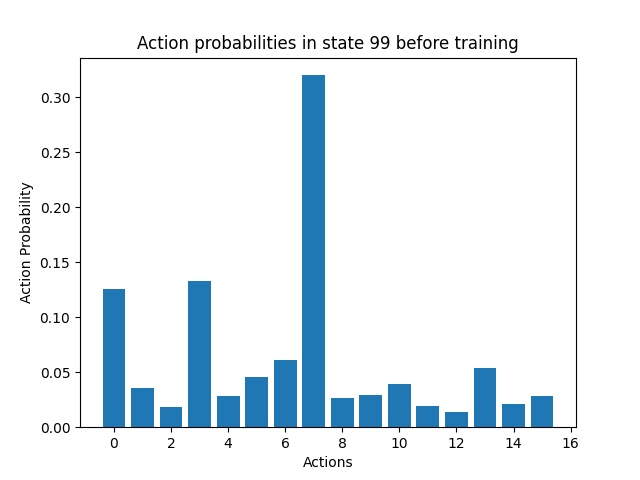 Action probabilities in state 99 before training
0.30
0.25
0.20
0.15
0.10
0.05
0.00
Action Probability
0 2 4 6 8 10 12 14 16
Actions